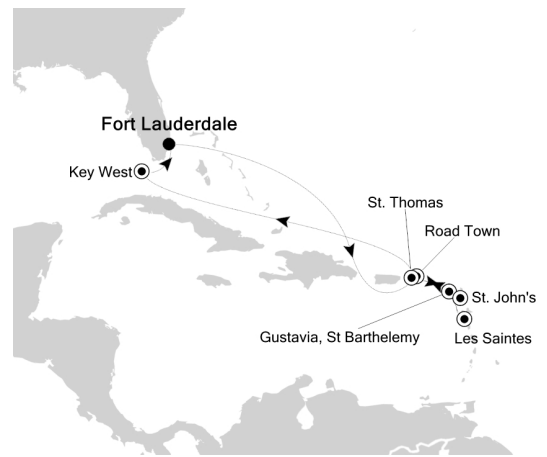 Fort Lauderdale
Key West
St. Thomas
Road Town
St. John's
Gustavia, St Barthelemy
Les Saintes